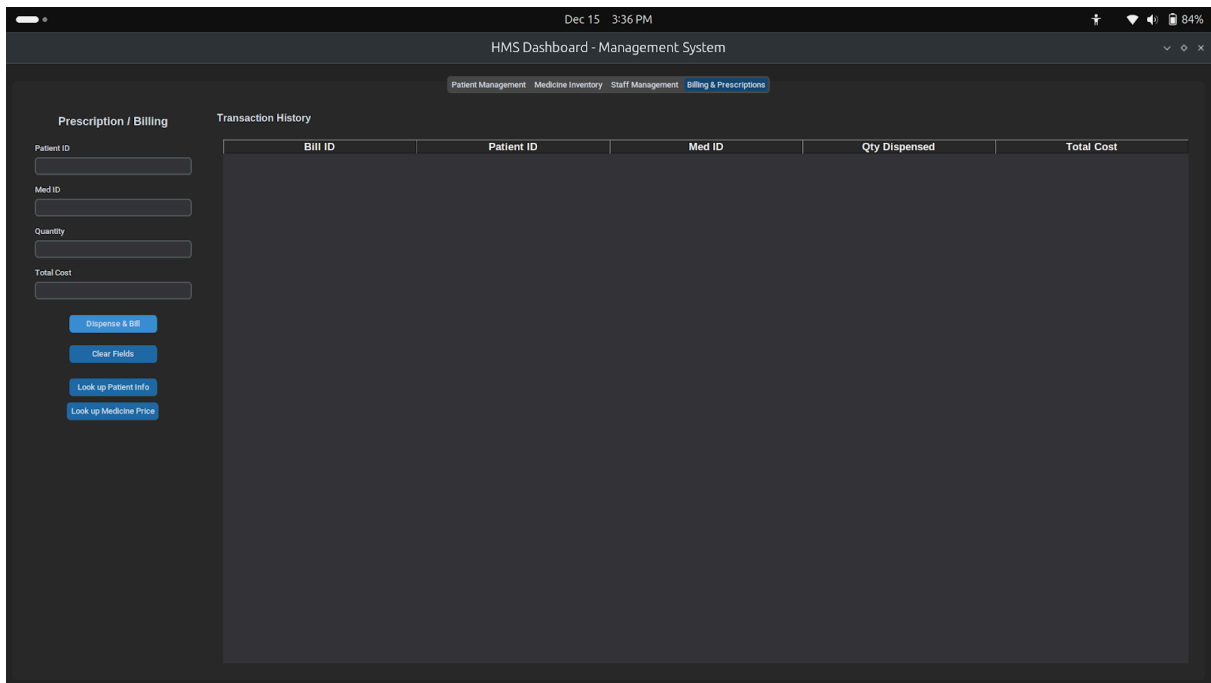 Dec 15 3:36 PM
84%
HMS Dashboard - Management System
Patient Management Medicine Inventory Staff Management Billing & Prescriptions
Prescription / Billing
Patient ID
Med ID
Quantity
Total Cost
Dispense & Bill
Clear Fields
Look up Patient Info
Look up Medicine Price
Transaction History
Bill ID Patient ID Med ID Qty Dispensed Total Cost